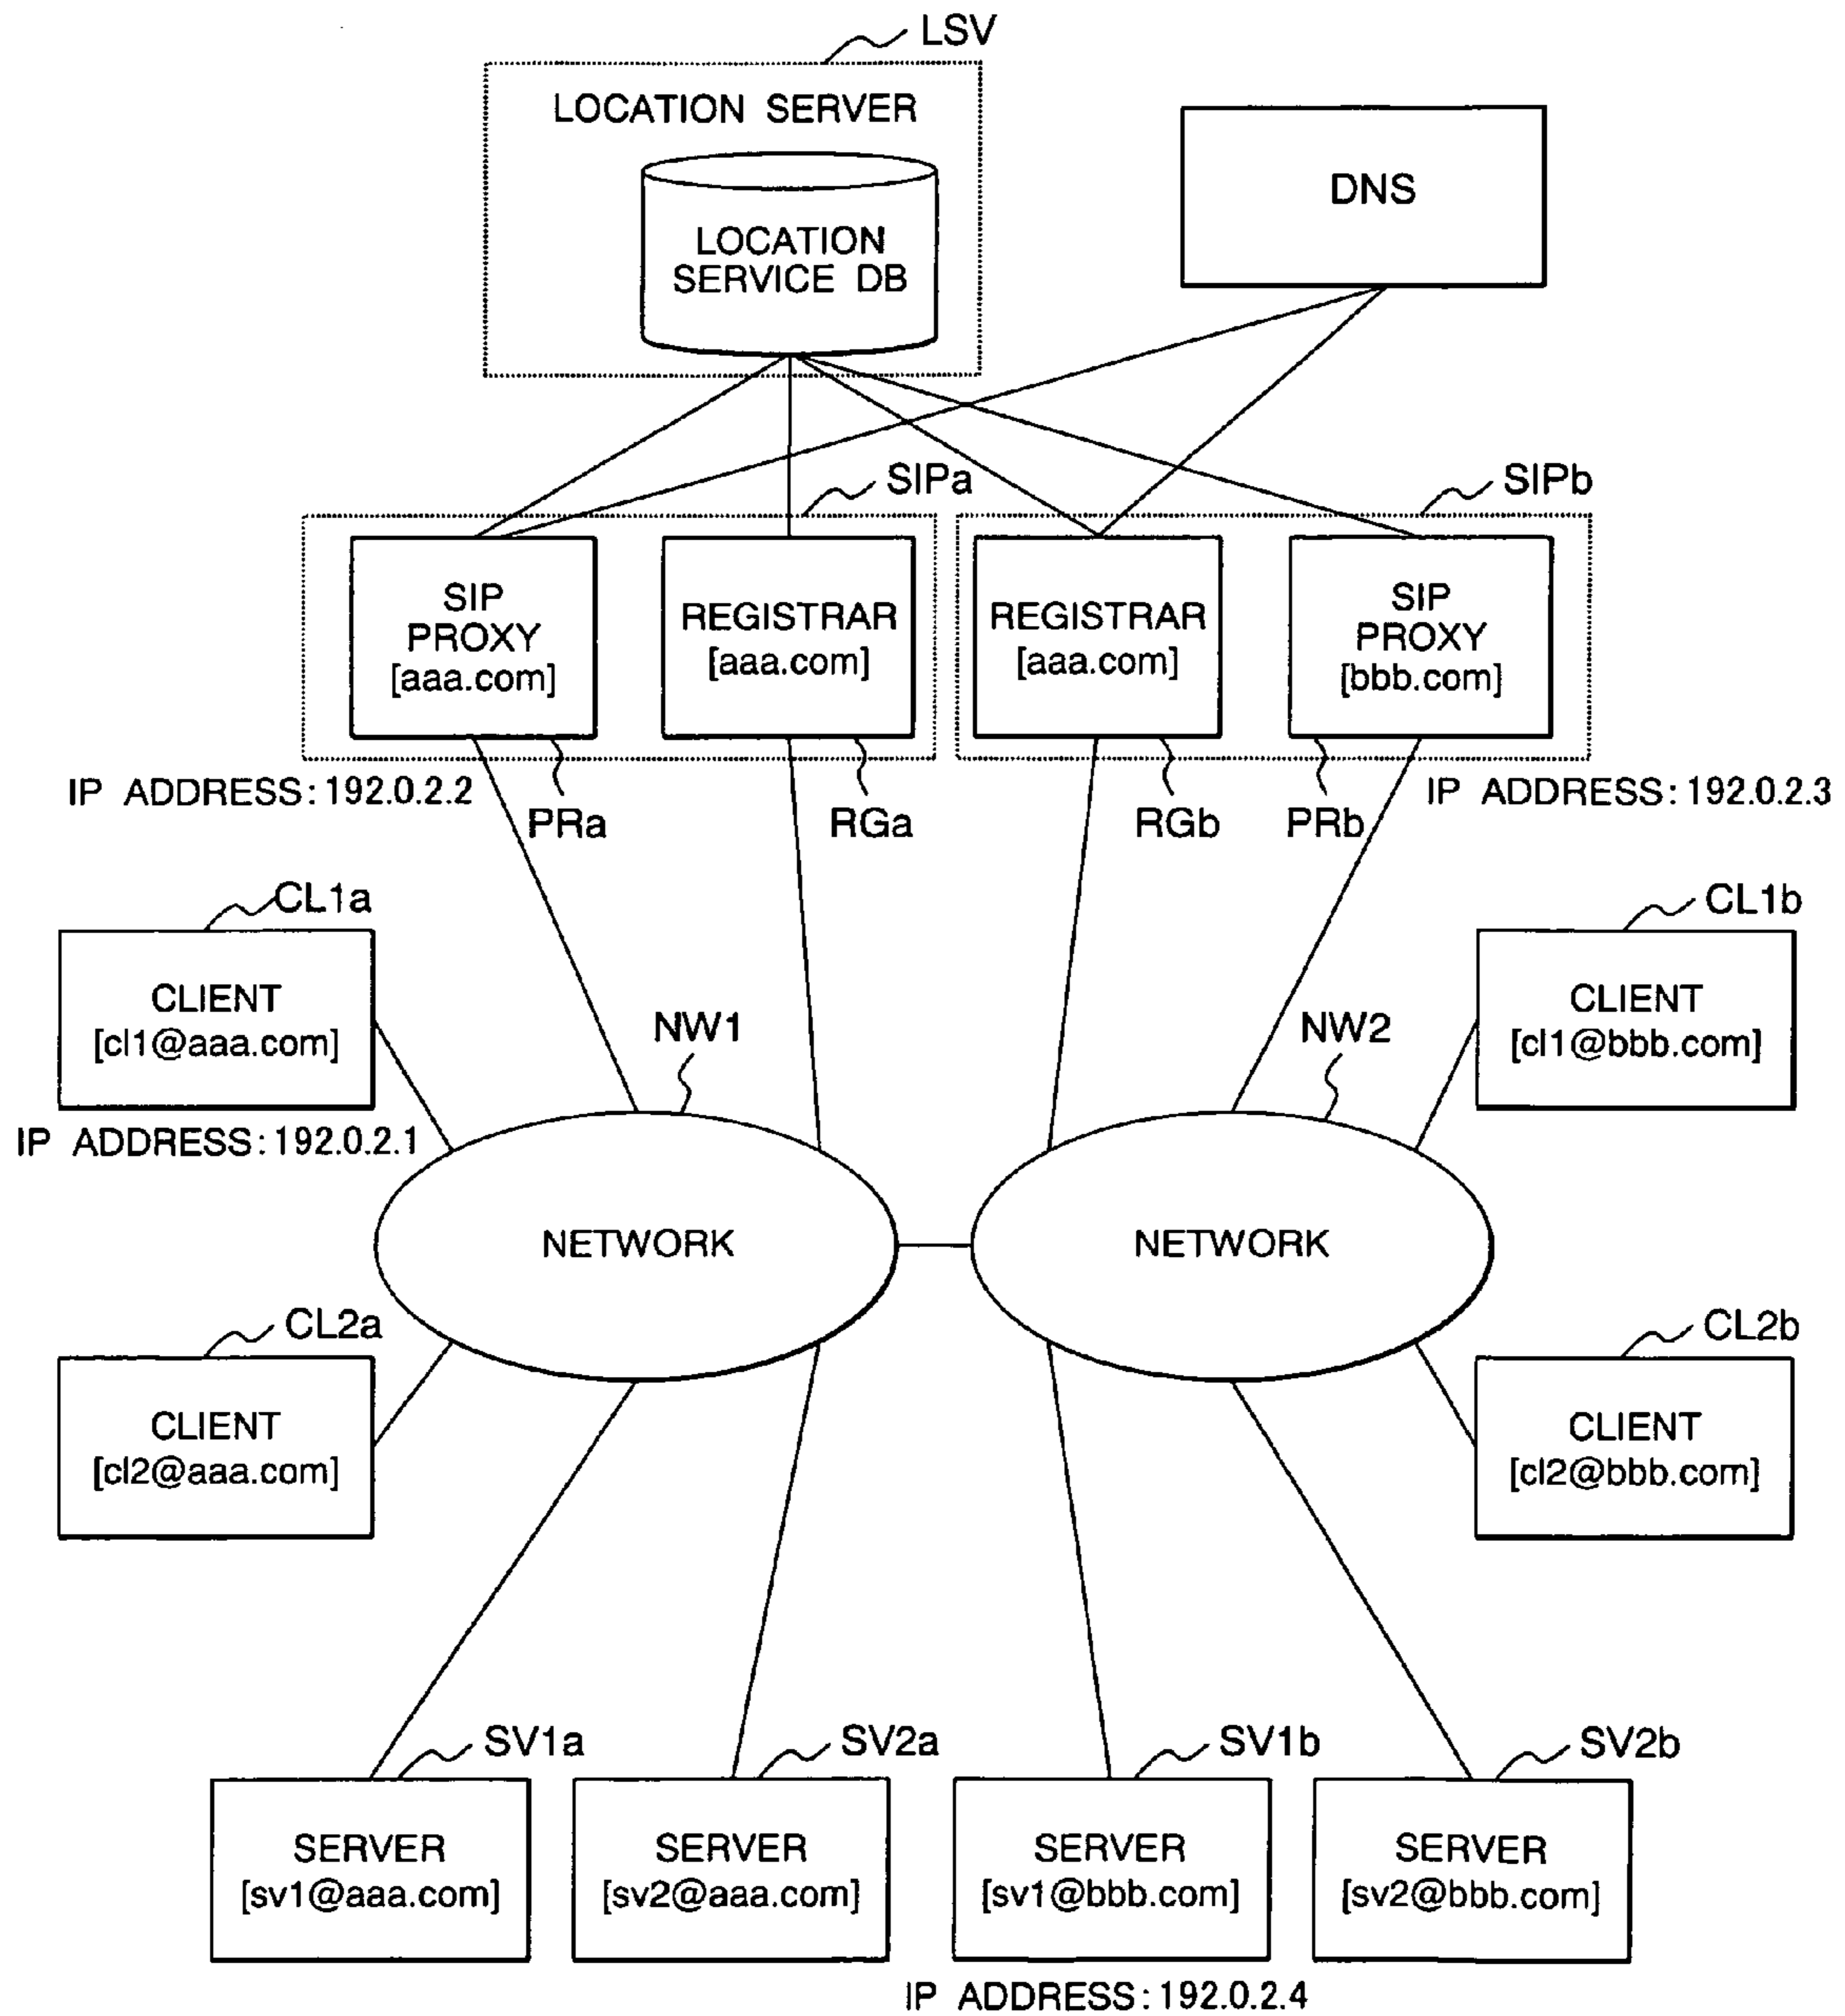 LSV
LOCATION SERVER
LOCATION
SERVICE DB
DNS
SIPa
SIPb
SIP
PROXY
[aaa.com]
REGISTRAR
[aaa.com]
REGISTRAR
[aaa.com]
SIP
PROXY
[bbb.com]
IP ADDRESS:192.0.2.2
PRa
RGa
RGb
PRb
IP ADDRESS:192.0.2.3
CL1a
CLIENT
[cl1@aaa.com]
IP ADDRESS:192.0.2.1
NW1
NW2
CL1b
CLIENT
[cl1@bbb.com]
NETWORK
NETWORK
CL2a
CLIENT
[cl2@aaa.com]
CL2b
CLIENT
[cl2@bbb.com]
SV1a
SERVER
[sv1@aaa.com]
SV2a
SERVER
[sv2@aaa.com]
SV1b
SERVER
[sv1@bbb.com]
IP ADDRESS:192.0.2.4
SV2b
SERVER
[sv2@bbb.com]